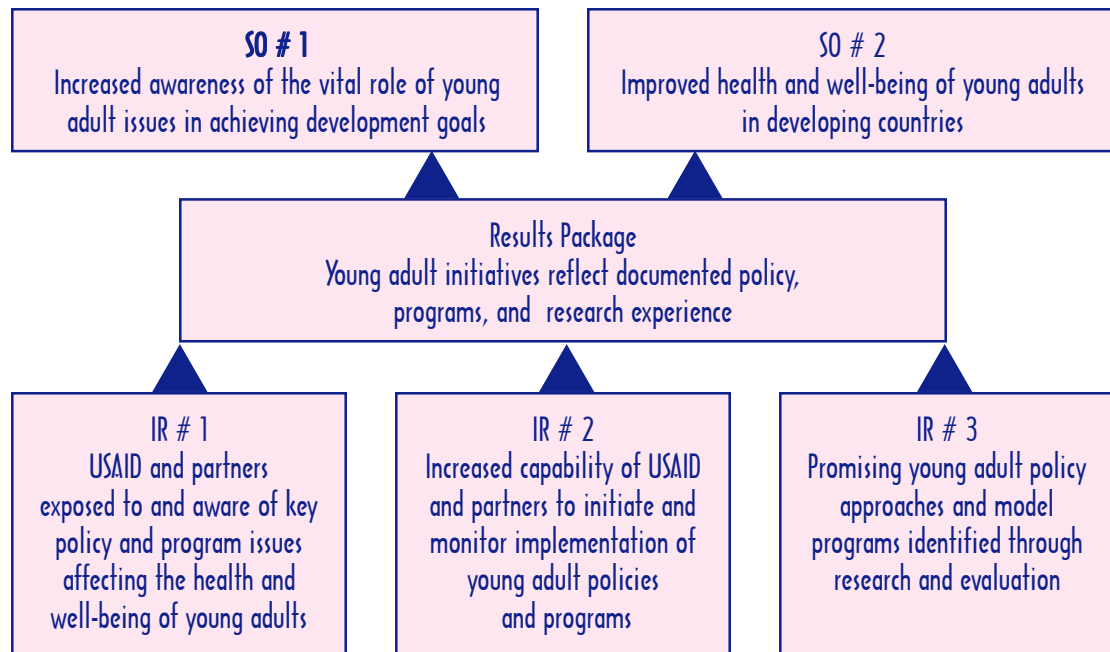 SO # 1
Increased awareness of the vital role of young
adult issues in achieving development goals
SO # 2
Improved health and well-being of young adults
in developing countries
Results Package
Young adult initiatives reflect documented policy,
programs, and research experience
IR # 1
USAID and partners
exposed to and aware of key
policy and program issues
affecting the health and
well-being of young adults
IR # 2
Increased capability of USAID
and partners to initiate and
monitor implementation of
young adult policies
and programs
IR # 3
Promising young adult policy
approaches and model
programs identified through
research and evaluation